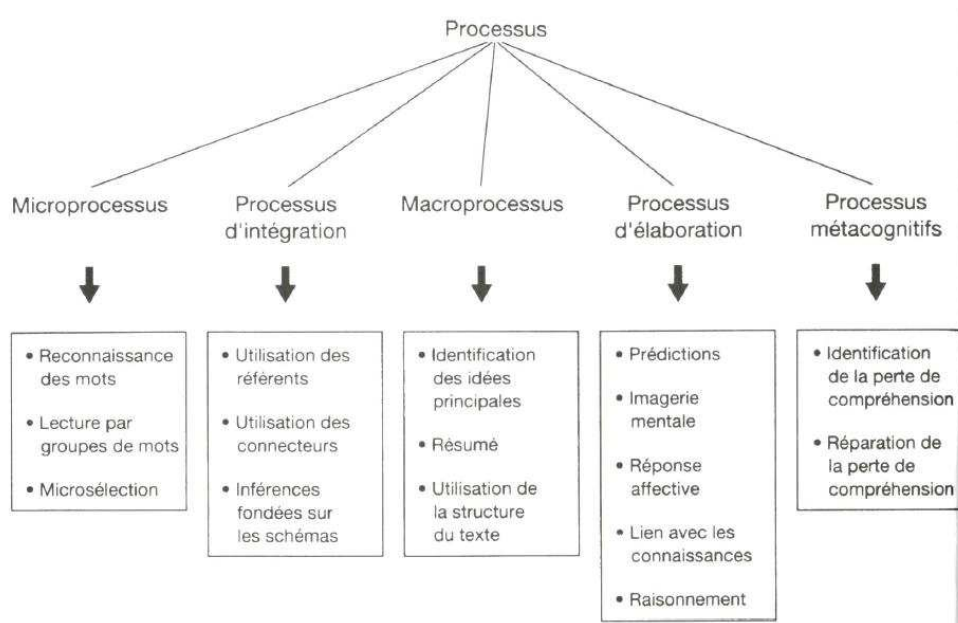 Processus
Microprocessus
Processus
d'intégration
Macroprocessus
Processus
d'élaboration
Processus
métacognitifs
• Reconnaissance
des mots
• Lecture par
groupes de mots
• Microsélection
• Utilisation des
référents
• Utilisation des
connecteurs
• Inférences
fondées sur
les schémas
• Identification
des idées
principales
• Résumé
• Utilisation de
la structure
du texte
• Prédictions
• Imagerie
mentale
• Réponse
affective
• Lien avec les
connaissances
• Raisonnement
• Identification
de la perte de
compréhension
• Réparation de
la perte de
compréhension